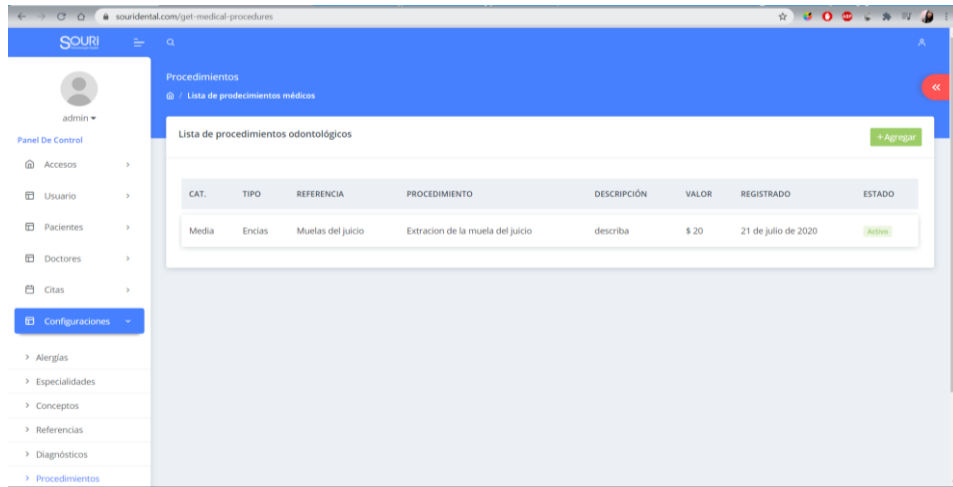 souridental.com/get-medical-procedures
SOURI
Procedimientos
/ Lista de prodecimientos médicos
admin
Panel De Control
Accesos
Usuario
Pacientes
Doctores
Citas
Configuraciones
Alergías
Especialidades
Conceptos
Referencias
Diagnósticos
Procedimientos
Lista de procedimientos odontológicos
+Agregar
CAT. TIPO REFERENCIA PROCEDIMIENTO DESCRIPCIÓN VALOR REGISTRADO ESTADO
Media Encías Muelas del juicio Extracion de la muela del juicio describa $ 20 21 de julio de 2020 Activo